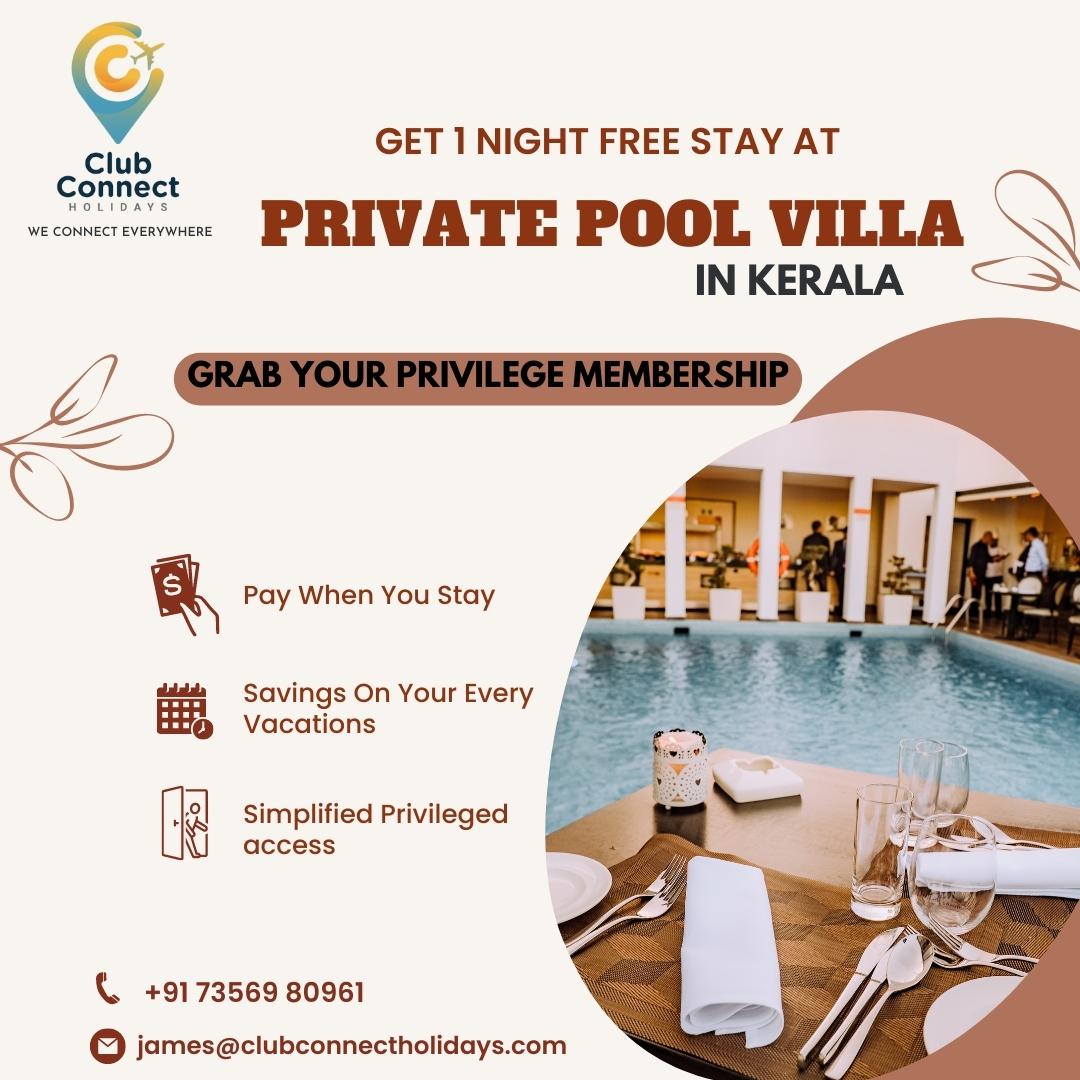 Club
Connect
HOLIDAYS
WE CONNECT EVERYWHERE
GET 1 NIGHT FREE STAY AT
PRIVATE POOL VILLA
IN KERALA
GRAB YOUR PRIVILEGE MEMBERSHIP
$
Pay When You Stay
Savings On Your Every
Vacations
Simplified Privileged
access
+91 73569 80961
james@clubconnectholidays.com